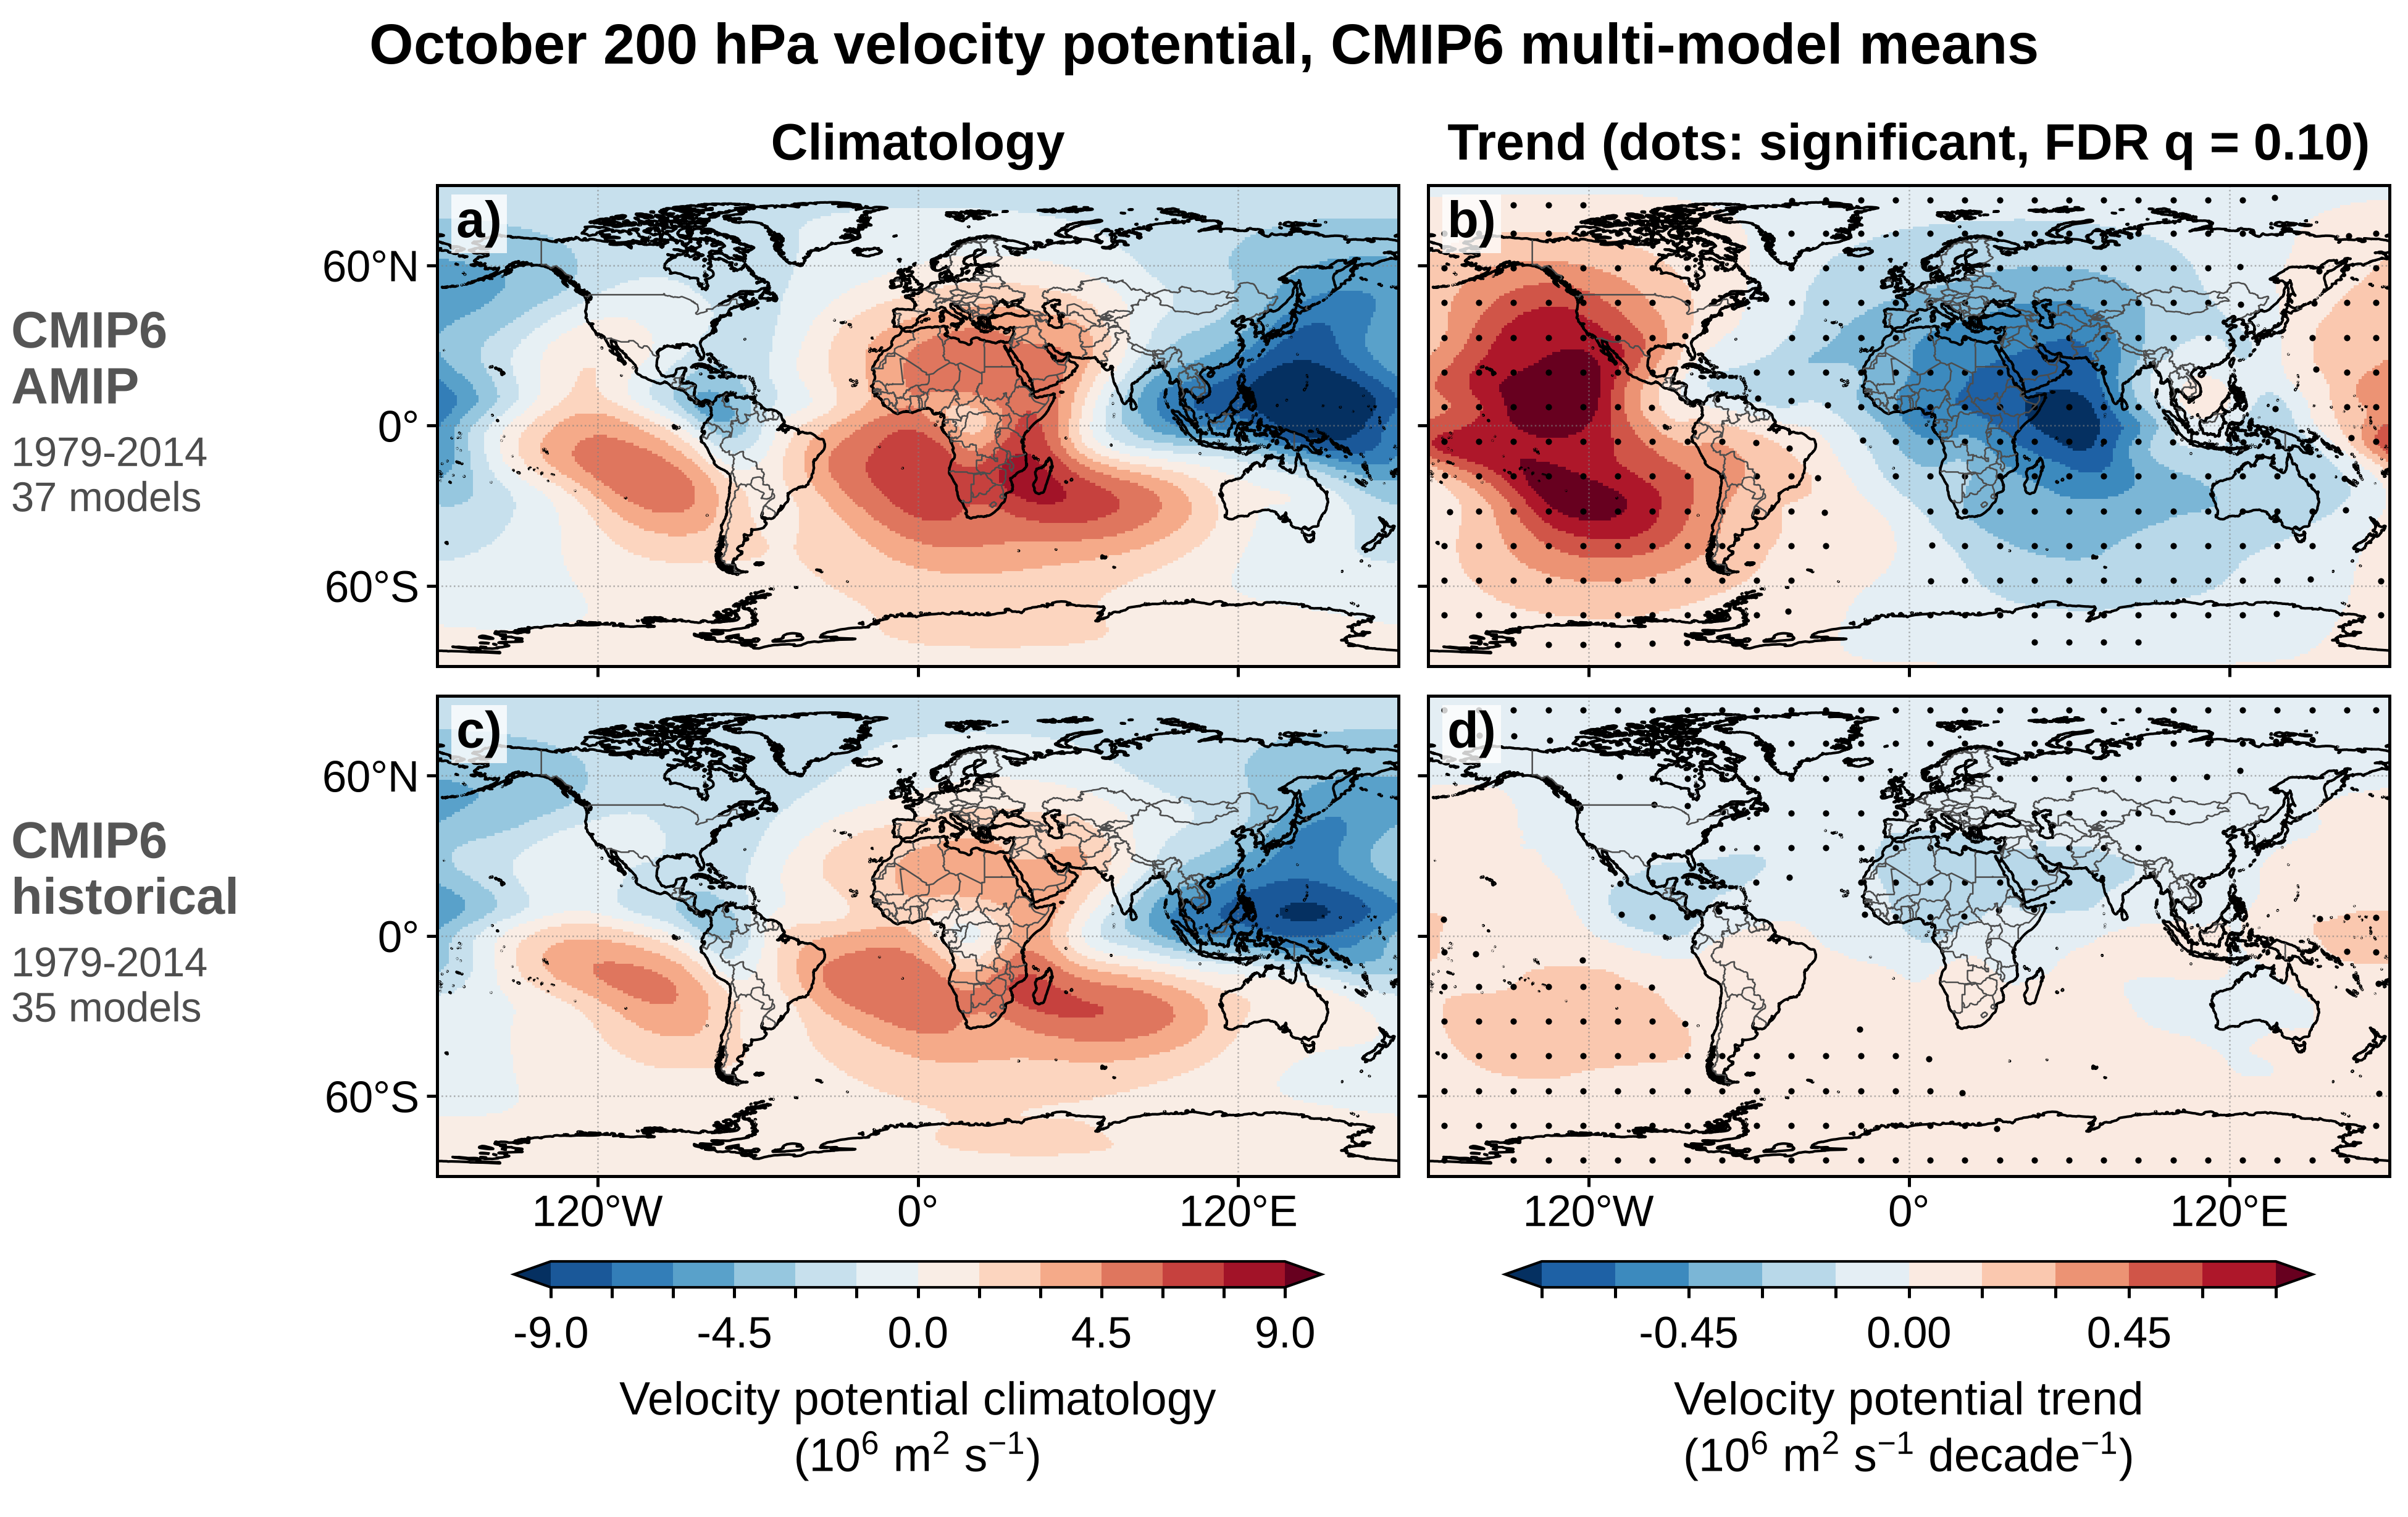 October 200 hPa velocity potential, CMIP6 multi-model means
Climatology
Trend (dots: significant, FDR q = 0.10)
CMIP6
AMIP
1979-2014
37 models
a)
60°N
0°
60°S
b)
CMIP6
historical
1979-2014
35 models
c)
60°N
0°
60°S
120°W
0°
120°E
d)
120°W
0°
120°E
-9.0
-4.5
0.0
4.5
9.0
Velocity potential climatology
(10⁶ m² s⁻¹)
-0.45
0.00
0.45
Velocity potential trend
(10⁶ m² s⁻¹ decade⁻¹)